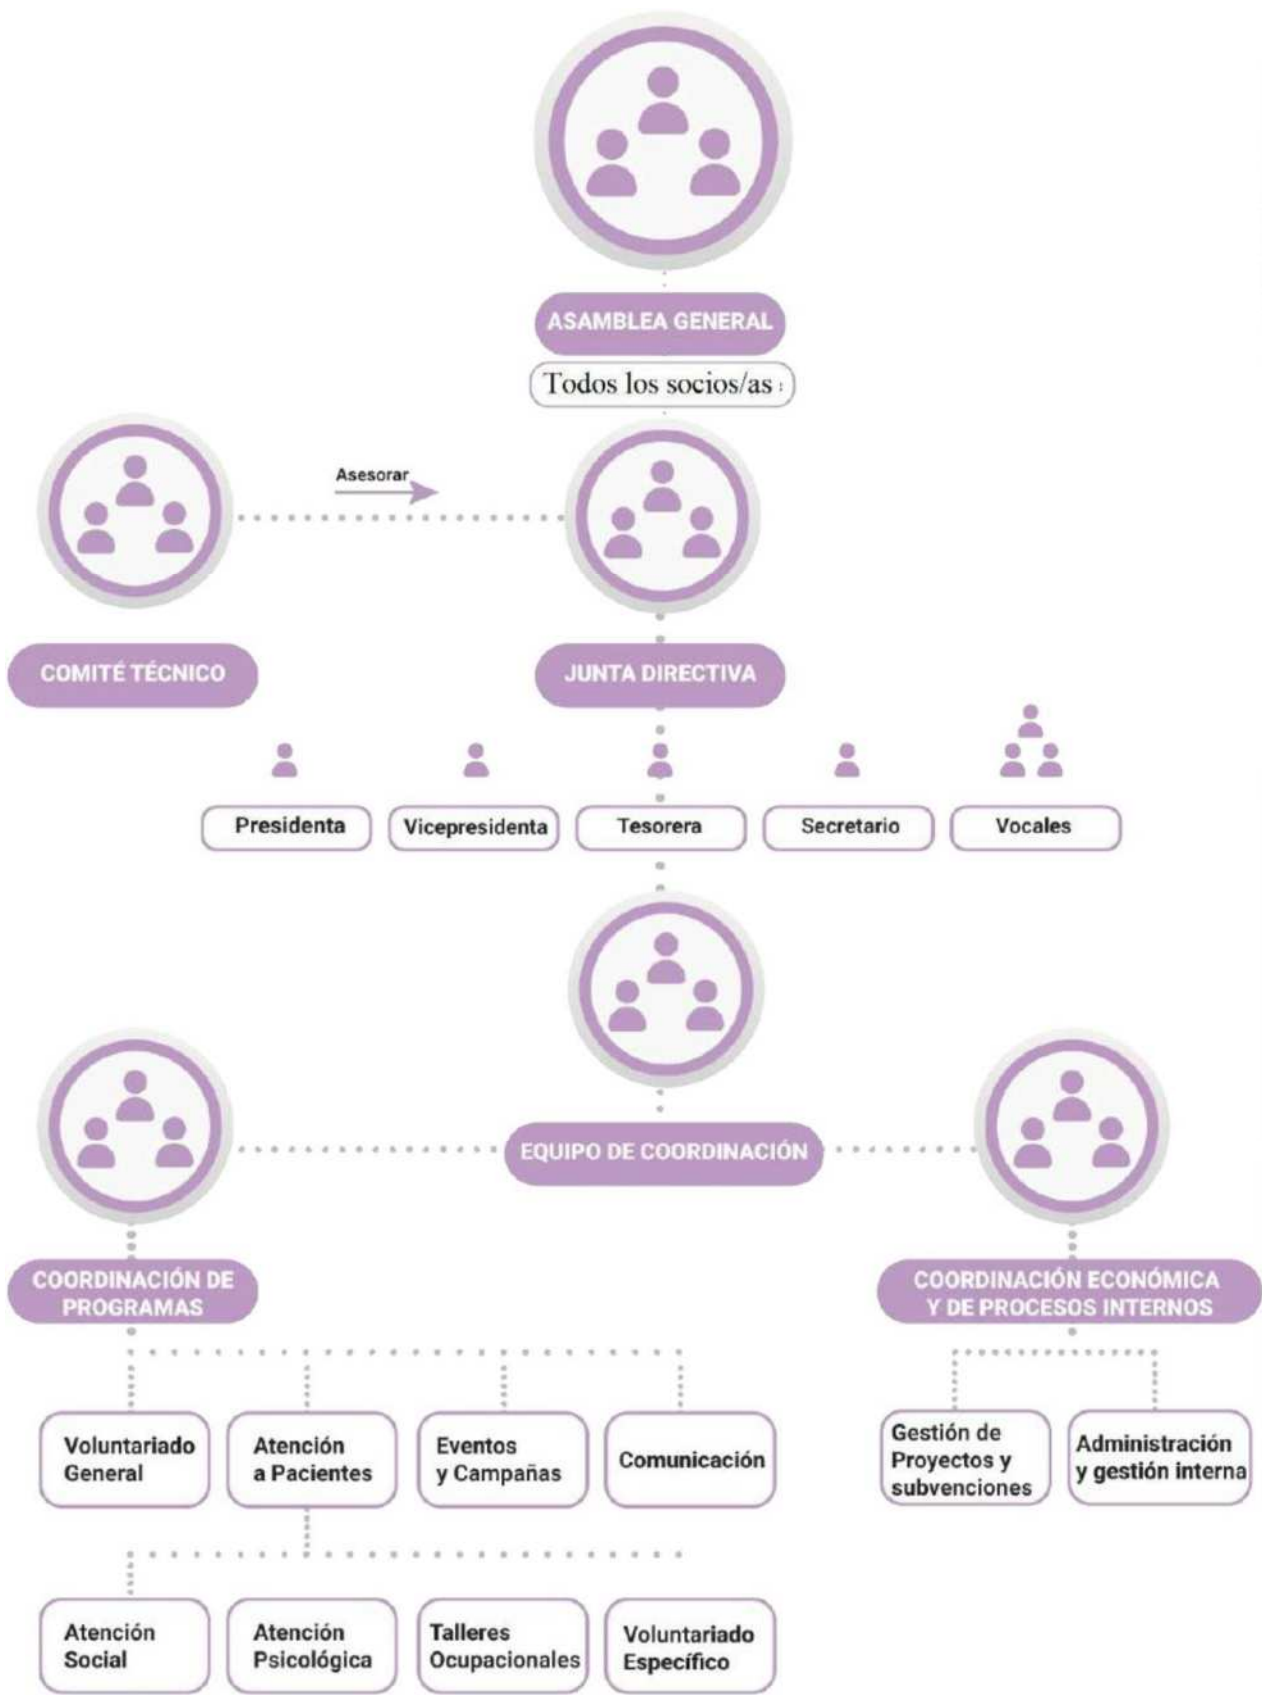 ASAMBLEA GENERAL
Todos los socios/as :
Asesorar
COMITÉ TÉCNICO
JUNTA DIRECTIVA
Presidenta
Vicepresidenta
Tesorera
Secretario
Vocales
EQUIPO DE COORDINACIÓN
COORDINACIÓN DE
PROGRAMAS
COORDINACIÓN ECONÓMICA
Y DE PROCESOS INTERNOS
Voluntariado
General
Atención
a Pacientes
Eventos
y Campañas
Comunicación
Gestión de
Proyectos y
subvenciones
Administración
y gestión interna
Atención
Social
Atención
Psicológica
Talleres
Ocupacionales
Voluntariado
Específico